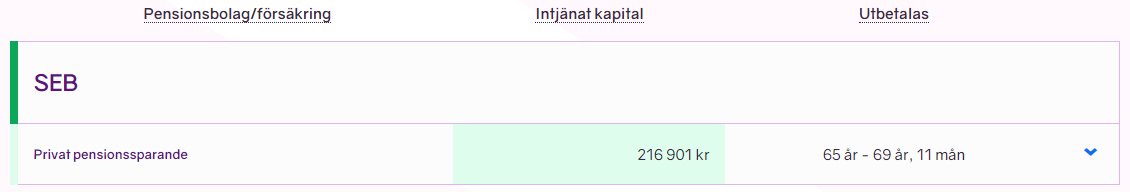 Pensionsbolag/försäkring Intjänat kapital Utbetalas
SEB
Privat pensionssparande 216 901 kr 65 år - 69 år, 11 mån